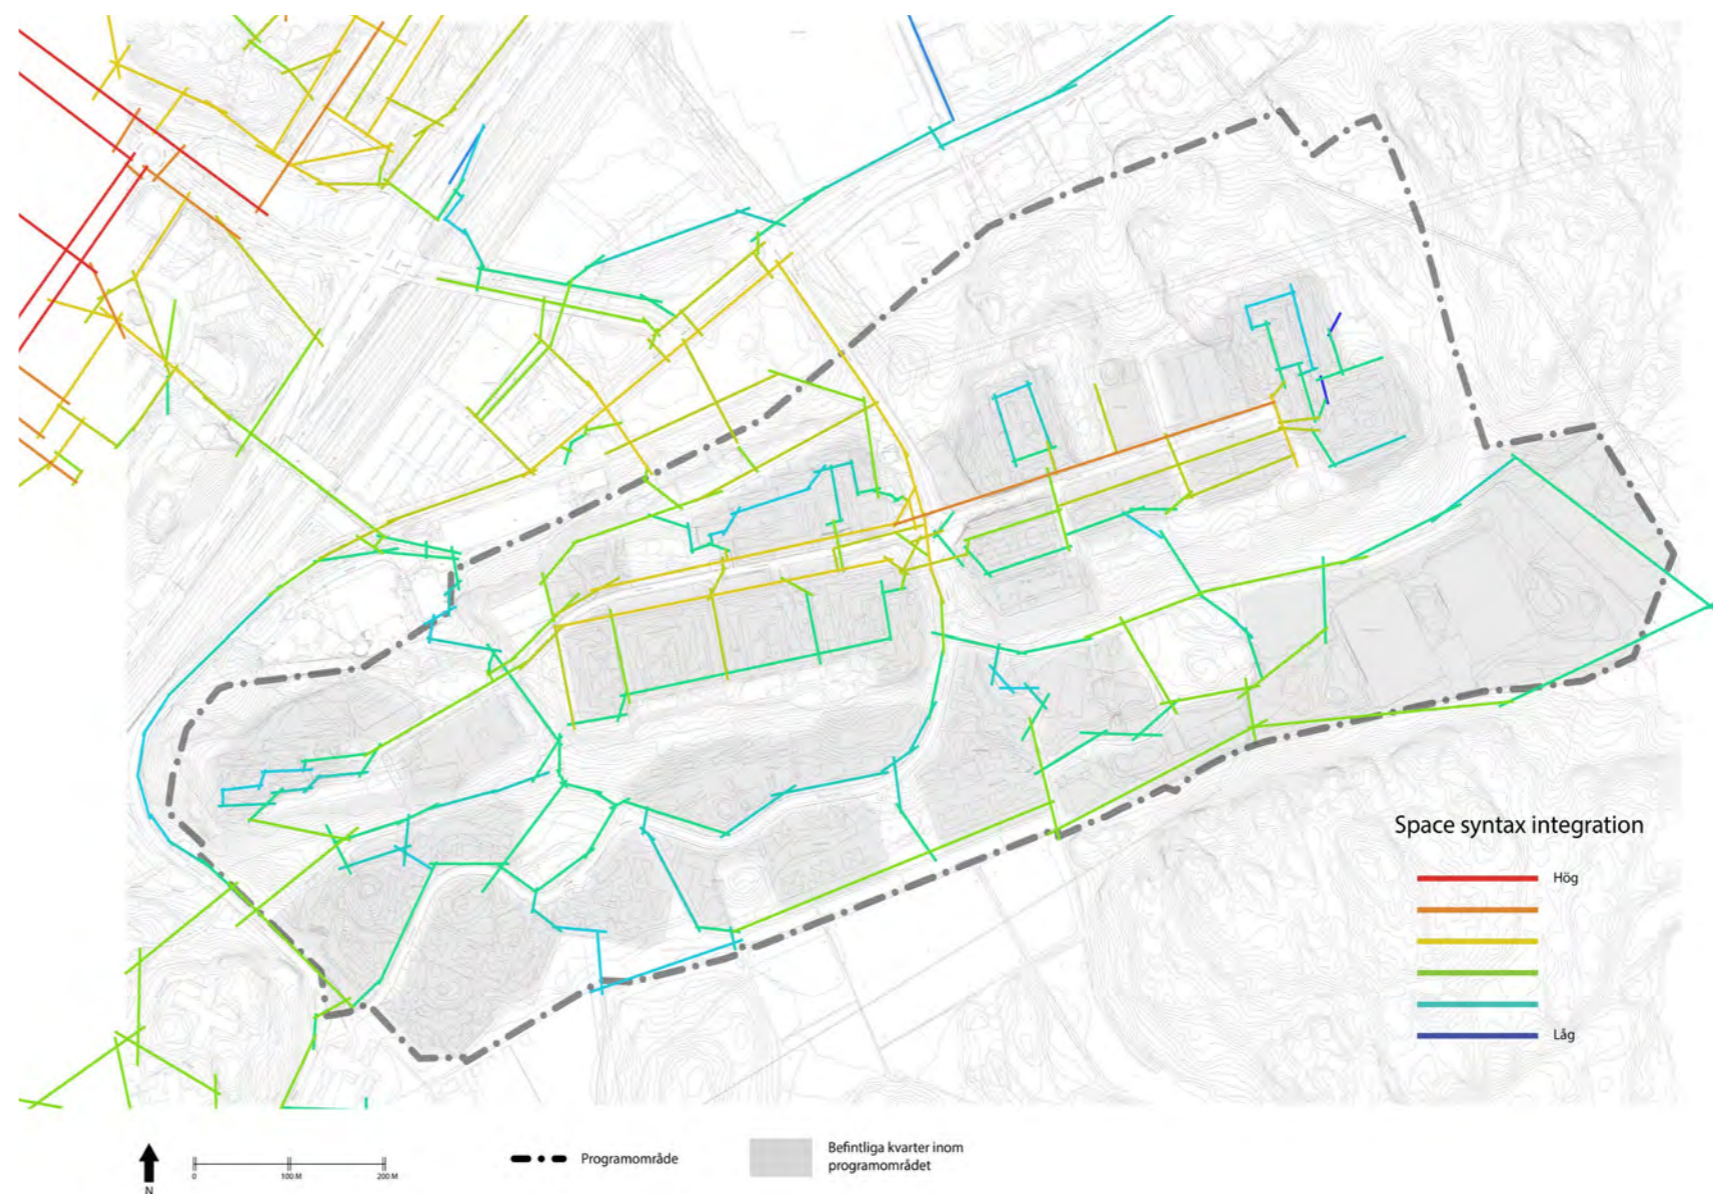 Space syntax integration
Hög
Låg
N
0
100 M
200 M
Programområde
Befintliga kvarter inom
programområdet